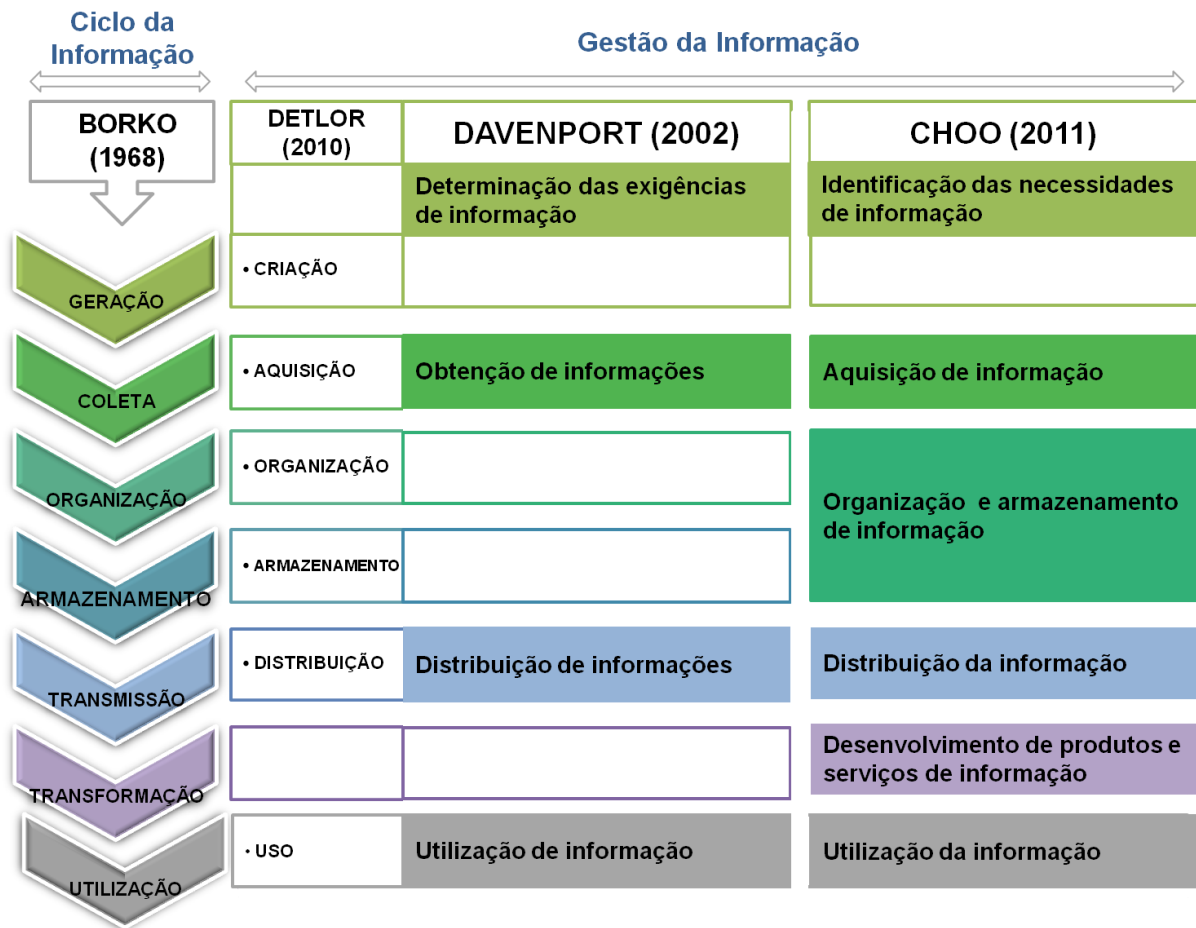 Ciclo da
Informação
Gestão da Informação
BORKO
(1968)
DETLOR
(2010)
DAVENPORT (2002)
CHOO (2011)
Determinação das exigências
de informação
Identificação das necessidades
de informação
GERAÇÃO
• CRIAÇÃO
COLETA
• AQUISIÇÃO
Obtenção de informações
Aquisição de informação
ORGANIZAÇÃO
• ORGANIZAÇÃO
Organização e armazenamento
de informação
ARMAZENAMENTO
• ARMAZENAMENTO
TRANSMISSÃO
• DISTRIBUIÇÃO
Distribuição de informações
Distribuição da informação
TRANSFORMAÇÃO
Desenvolvimento de produtos e
serviços de informação
UTILIZAÇÃO
• USO
Utilização de informação
Utilização da informação